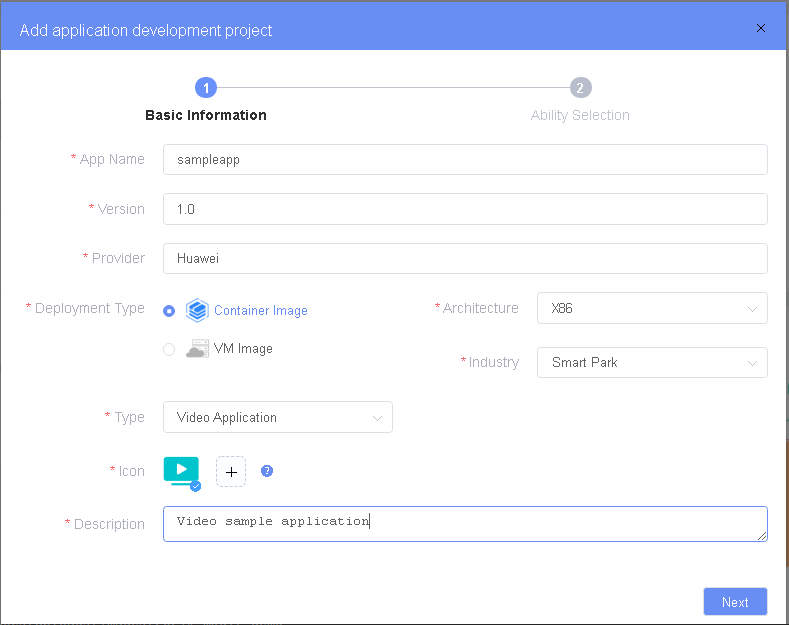 Add application development project
1 2
Basic Information Ability Selection
* App Name sampleapp
* Version 1.0
* Provider Huawei
* Deployment Type Container Image * Architecture X86
VM Image
* Industry Smart Park
* Type Video Application
* Icon + ?
* Description Video sample application
Next